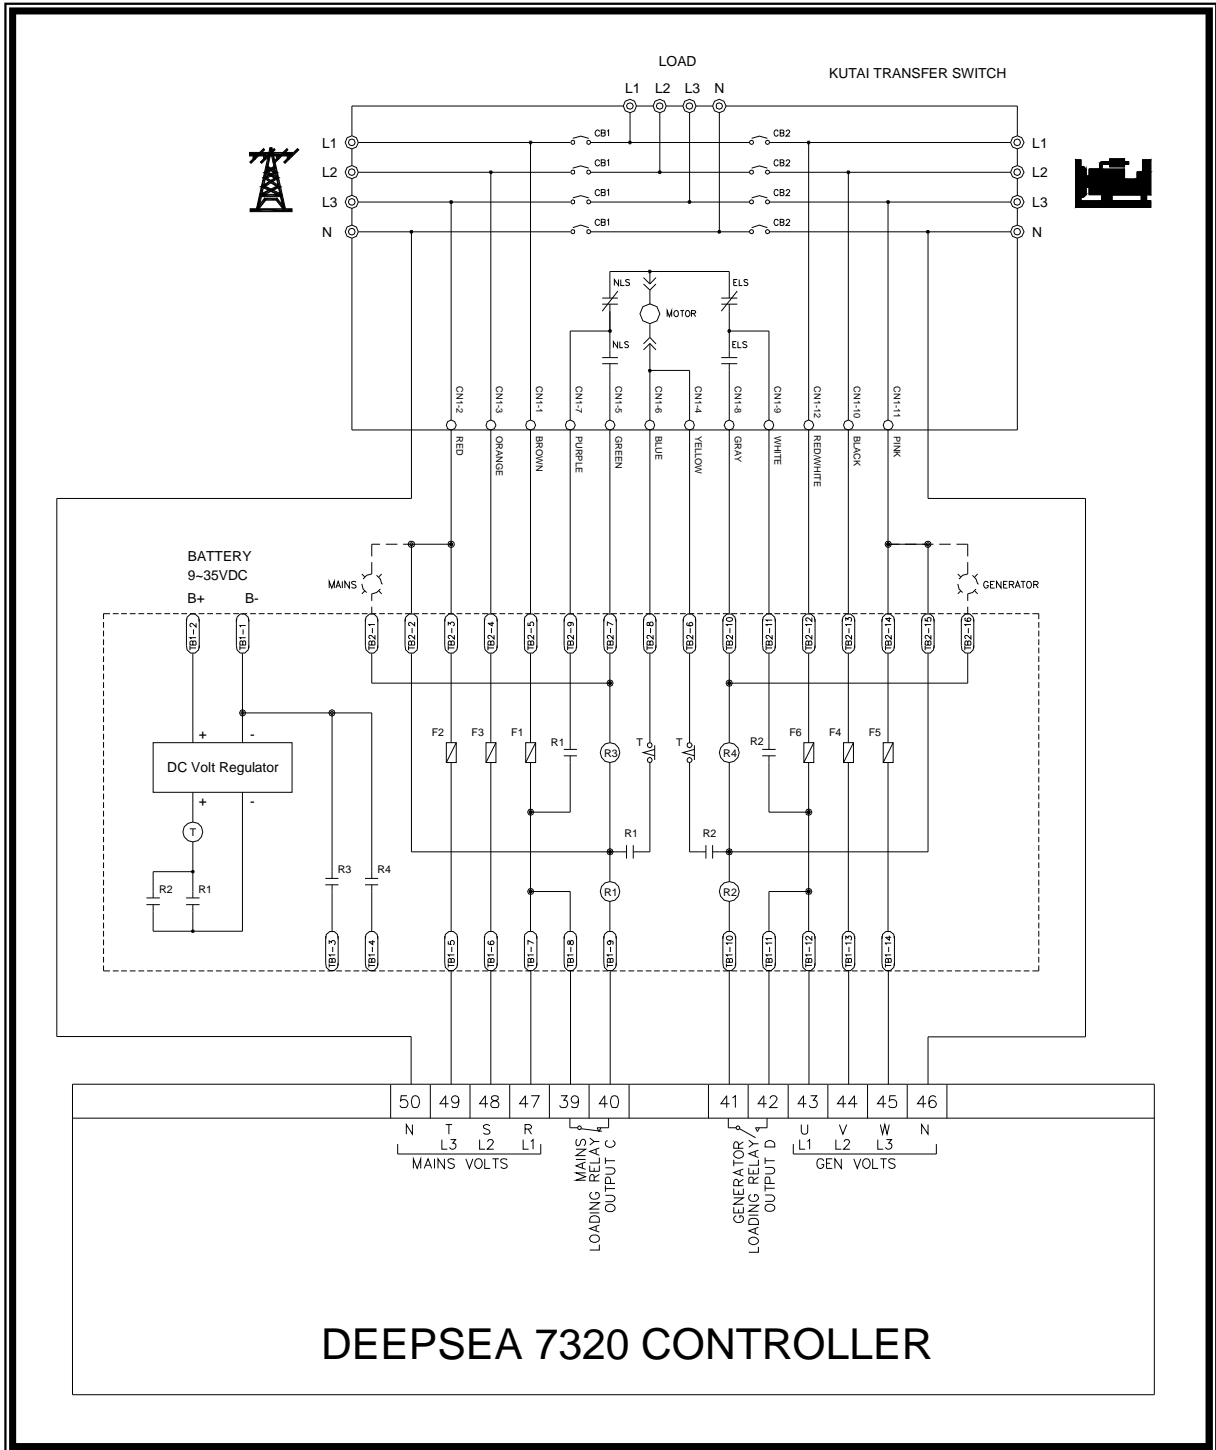 LOAD
KUTAI TRANSFER SWITCH
L1 L2 L3 N
L1 CB1 CB2 L1
L2 CB1 CB2 L2
L3 CB1 CB2 L3
N CB1 CB2 N
NLS ELS
MOTOR
NLS ELS
CN1-2 CN1-3 CN1-1 CN1-7 CN1-5 CN1-6 CN1-4 CN1-8 CN1-9 CN1-12 CN1-10 CN1-11
RED ORANGE BROWN PURPLE GREEN BLUE YELLOW GRAY WHITE RED/WHITE BLACK PINK
BATTERY
9~35VDC
B+ B-
MAINS GENERATOR
TB1-2 TB1-1 TB2-1 TB2-2 TB2-3 TB2-4 TB2-5 TB2-9 TB2-7 TB2-8 TB2-6 TB2-10 TB2-11 TB2-12 TB2-13 TB2-14 TB2-15 TB2-16
+ - F2 F3 F1 R1 R3 T T R4 R2 F6 F4 F5
DC Volt Regulator
+ -
T R1 R2
R3 R4
R2 R1 R1 R2
TB1-3 TB1-4 TB1-5 TB1-6 TB1-7 TB1-8 TB1-9 TB1-10 TB1-11 TB1-12 TB1-13 TB1-14
50 49 48 47 39 40 41 42 43 44 45 46
N T S R U V W N
L3 L2 L1 L1 L2 L3
MAINS VOLTS GEN VOLTS
MAINS
LOADING RELAY
OUTPUT C
GENERATOR
LOADING RELAY
OUTPUT D
DEEPSEA 7320 CONTROLLER